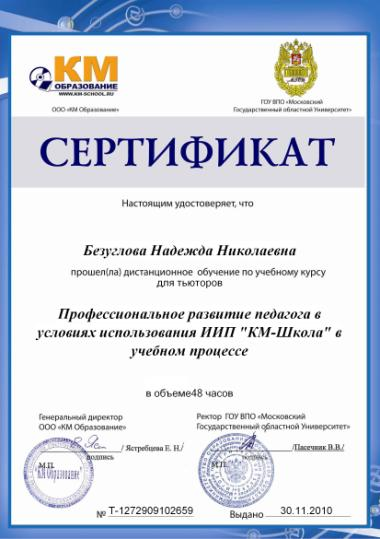 КМ
ОБРАЗОВАНИЕ
WWW.KM-SCHOOL.RU
ООО «КМ Образование»
ГОУ ВПО «Московский
Государственный областной Университет»
СЕРТИФИКАТ
Настоящим удостоверяет, что
Безуглова Надежда Николаевна
прошел(ла) дистанционное обучение по учебному курсу
для тьюторов
Профессиональное развитие педагога в
условиях использования ИИП "КМ-Школа" в
учебном процессе
в объеме48 часов
Генеральный директор
ООО «КМ Образование»
/ Ястребцева Е. Н./
подпись
М.П.
"КМ Образование"
Ректор ГОУ ВПО «Московский
Государственный областной Университет»
/Пасечник В.В./
подпись
М.П.
№ Т-1272909102659
Выдано 30.11.2010